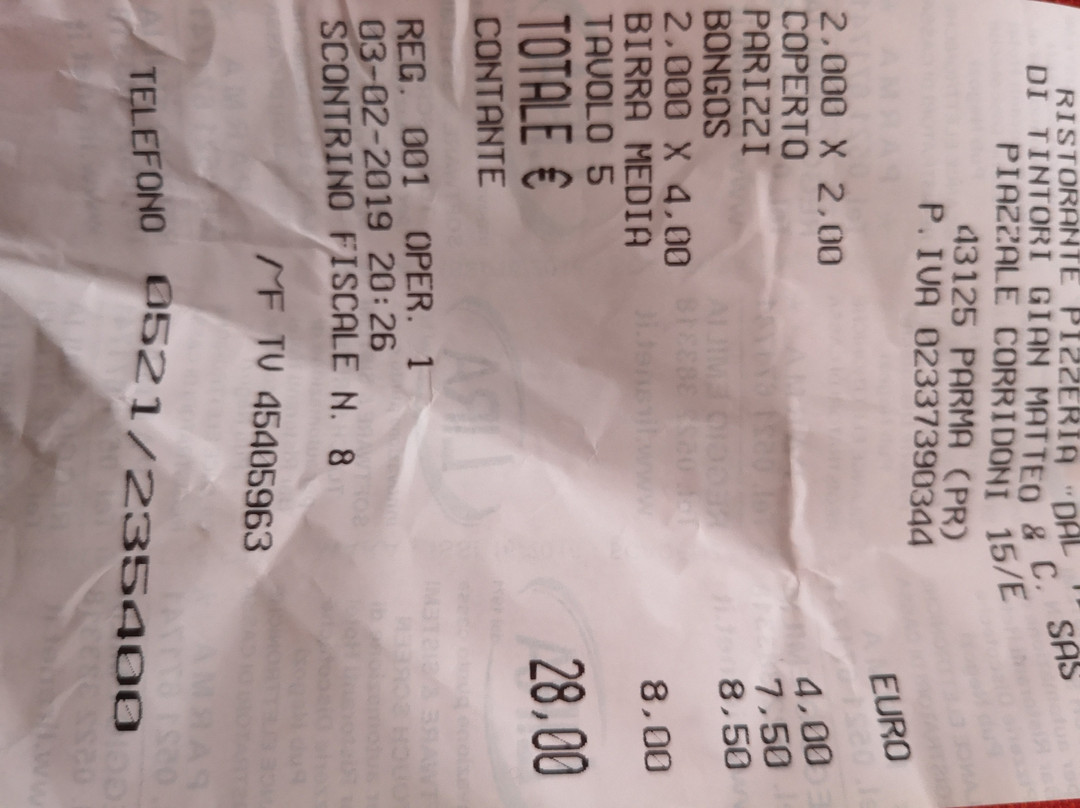 RISTORANTE PIZZERIA "DAL
DI TINTORI GIAN MATTEO & C. SAS
PIAZZALE CORRIDONI 15/E
43125 PARMA (PR)
P.IVA 02337390344
EURO
2,000 X 2,00
COPERTO 4,00
PARIZZI 7,50
BONGOS 8,50
2,000 X 4,00
BIRRA MEDIA 8,00
TAVOLO 5
TOTALE € 28,00
CONTANTE
REG. 001 OPER. 1
03-02-2019 20:26
SCONTRINO FISCALE N. 8
MF TV 45405963
TELEFONO 0521/235400